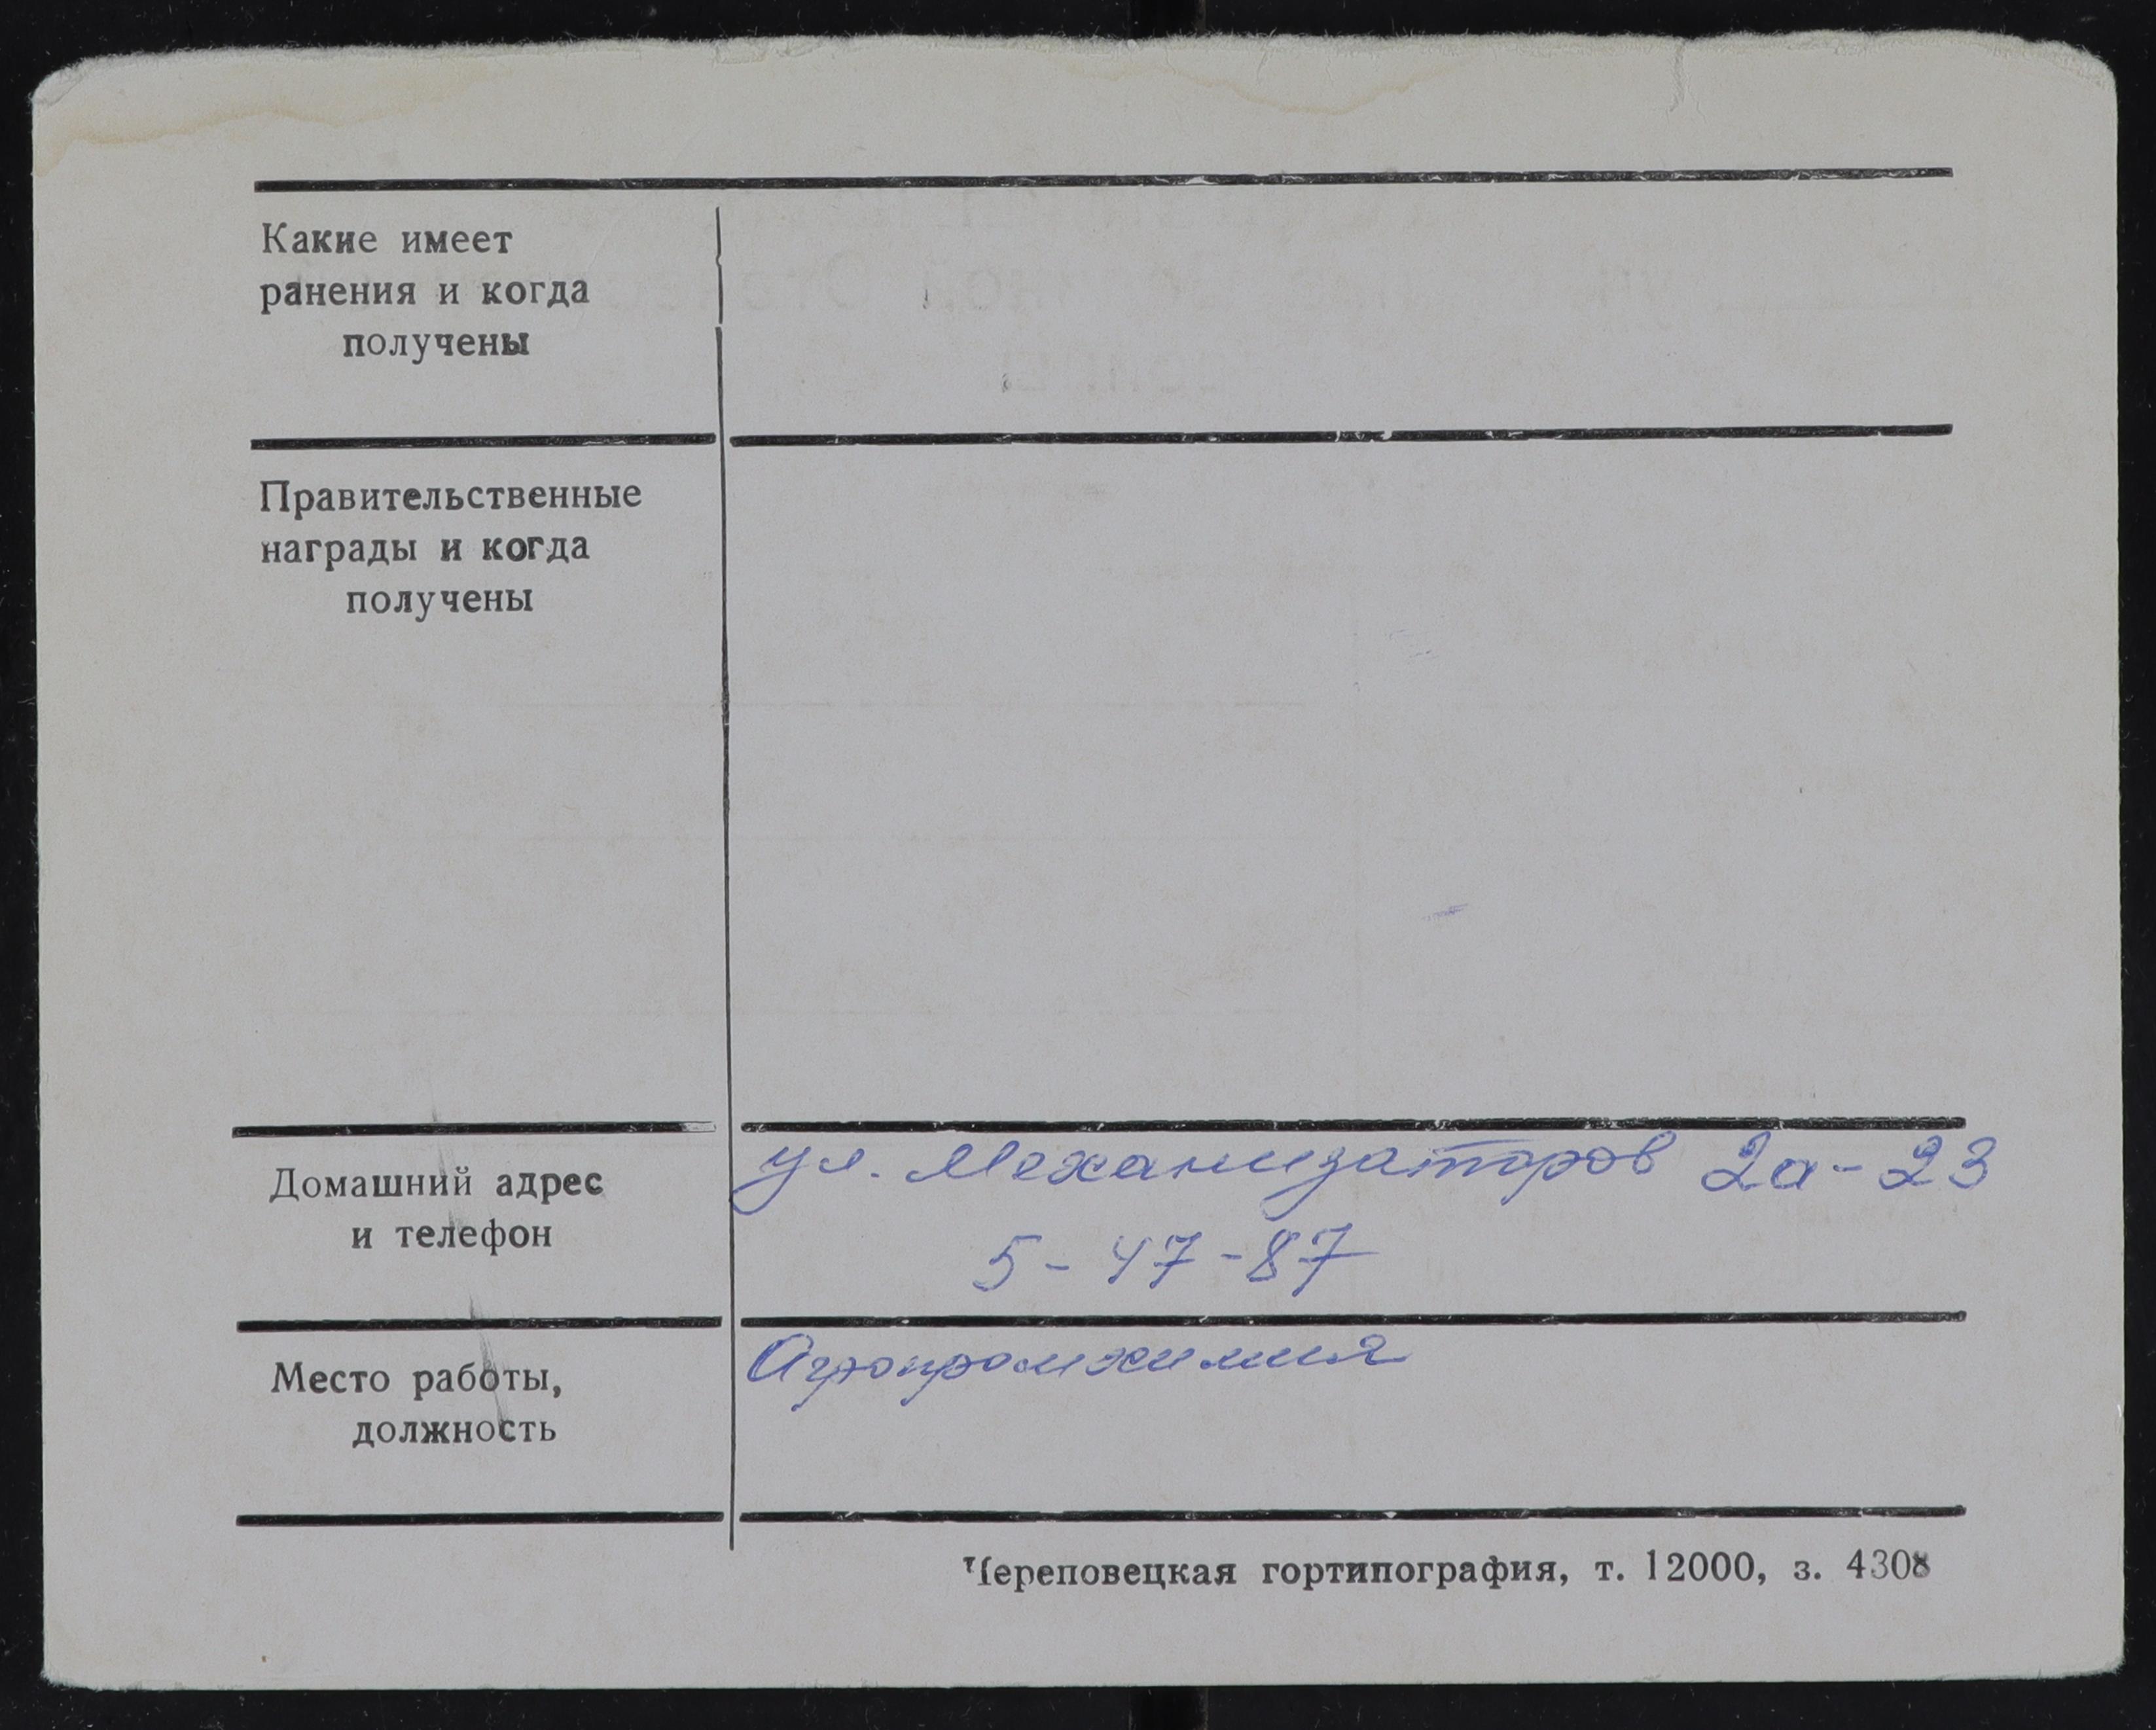 Какие имеет
ранения и когда
получены
Правительственные
награды и когда
получены
Домашний адрес
и телефон
ул. Механизаторов 2а-23
5-47-87
Место работы,
должность
Агропромхимия
Череповецкая гортипография, т. 12000, з. 4308